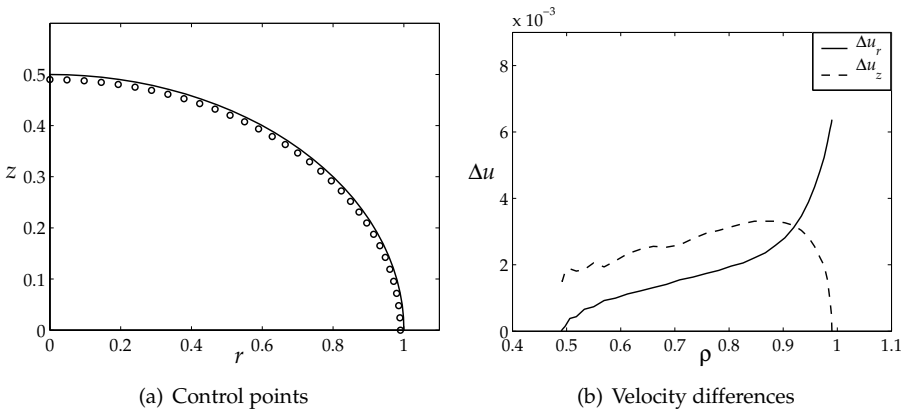 0.5
0.4
0.3
0.2
0.1
0
z
0
0.2
0.4
0.6
0.8
1
r
(a) Control points
x 10⁻³
8
6
4
2
0
Δu
Δu_r
Δu_z
0.4
0.5
0.6
0.7
0.8
0.9
1
1.1
ρ
(b) Velocity differences